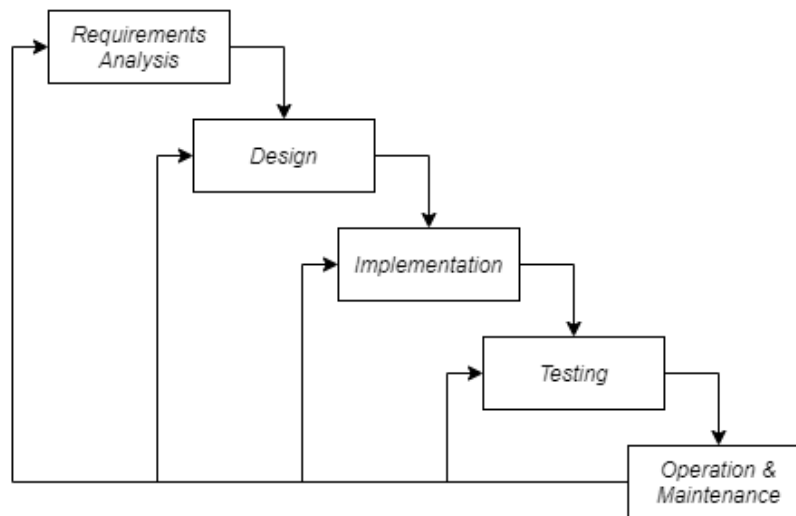 Requirements
Analysis
Design
Implementation
Testing
Operation &
Maintenance